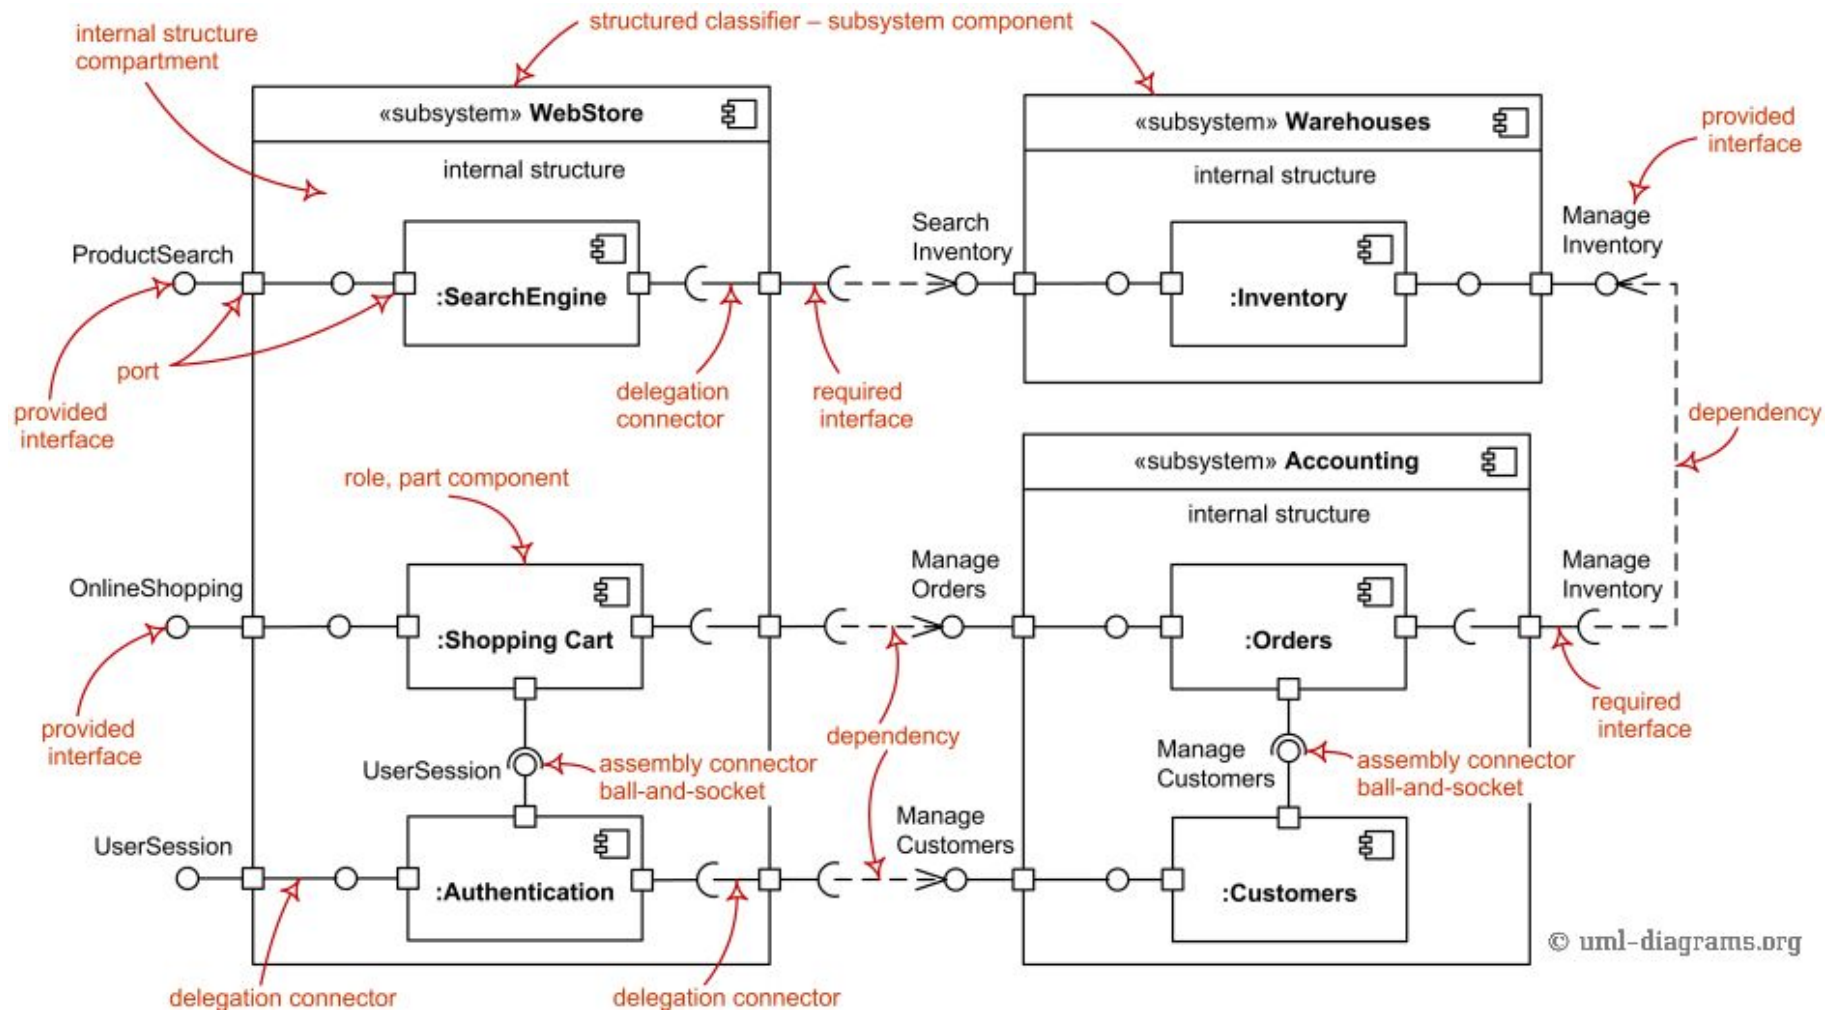 structured classifier – subsystem component
internal structure
compartment
«subsystem» WebStore
internal structure
«subsystem» Warehouses
internal structure
provided
interface
ProductSearch
:SearchEngine
Search
Inventory
:Inventory
Manage
Inventory
port
provided
interface
delegation
connector
required
interface
dependency
role, part component
«subsystem» Accounting
internal structure
OnlineShopping
:Shopping Cart
Manage
Orders
:Orders
Manage
Inventory
provided
interface
UserSession
assembly connector
ball-and-socket
dependency
Manage
Customers
assembly connector
ball-and-socket
required
interface
UserSession
:Authentication
Manage
Customers
:Customers
© uml-diagrams.org
delegation connector
delegation connector